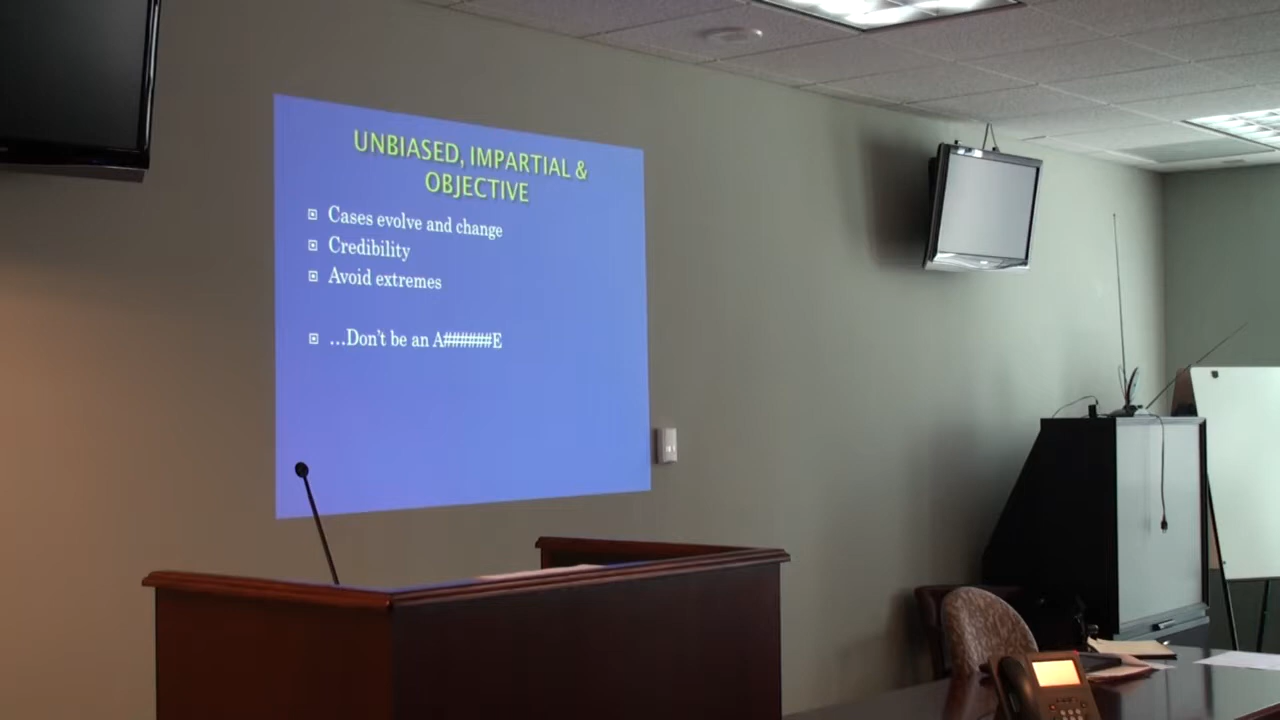 UNBIASED, IMPARTIAL &
OBJECTIVE
Cases evolve and change
Credibility
Avoid extremes
...Don't be an A######E